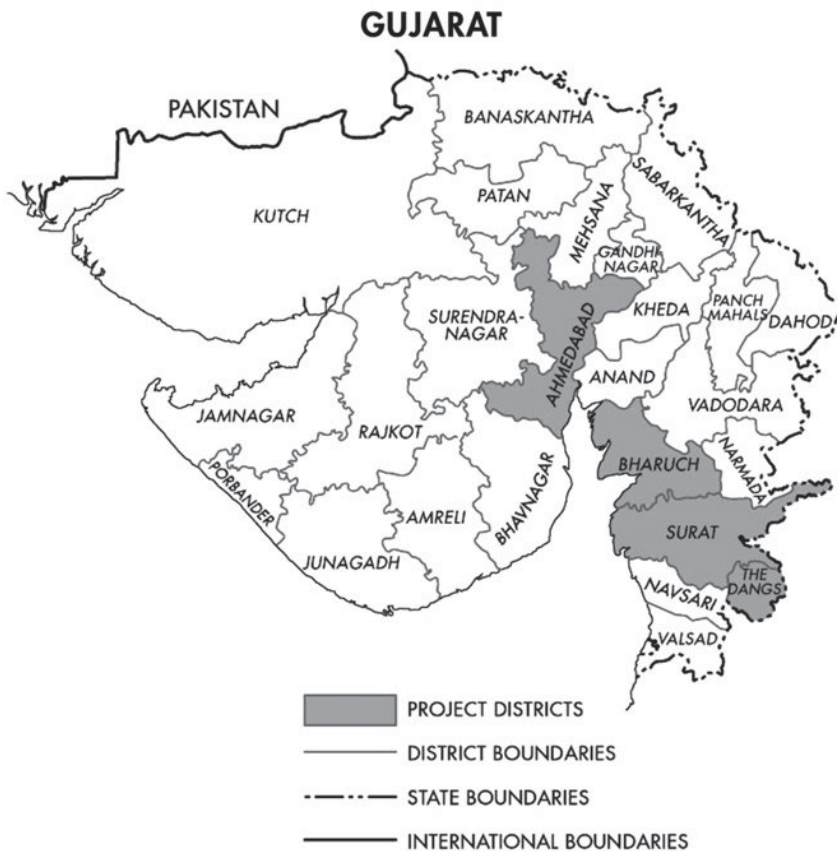 GUJARAT
PAKISTAN
BANASKANTHA
PATAN
MEHSANA
SABARKANTHA
KUTCH
GANDHI
NAGAR
SURENDRA-
NAGAR
AHMEDABAD
KHEDA
PANCH
MAHALS
DAHOD
ANAND
JAMNAGAR
RAJKOT
VADODARA
PORBANDER
AMRELI
BHAVNAGAR
BHARUCH
NARMADA
JUNAGADH
SURAT
THE
DANGS
NAVSARI
VALSAD
PROJECT DISTRICTS
DISTRICT BOUNDARIES
STATE BOUNDARIES
INTERNATIONAL BOUNDARIES